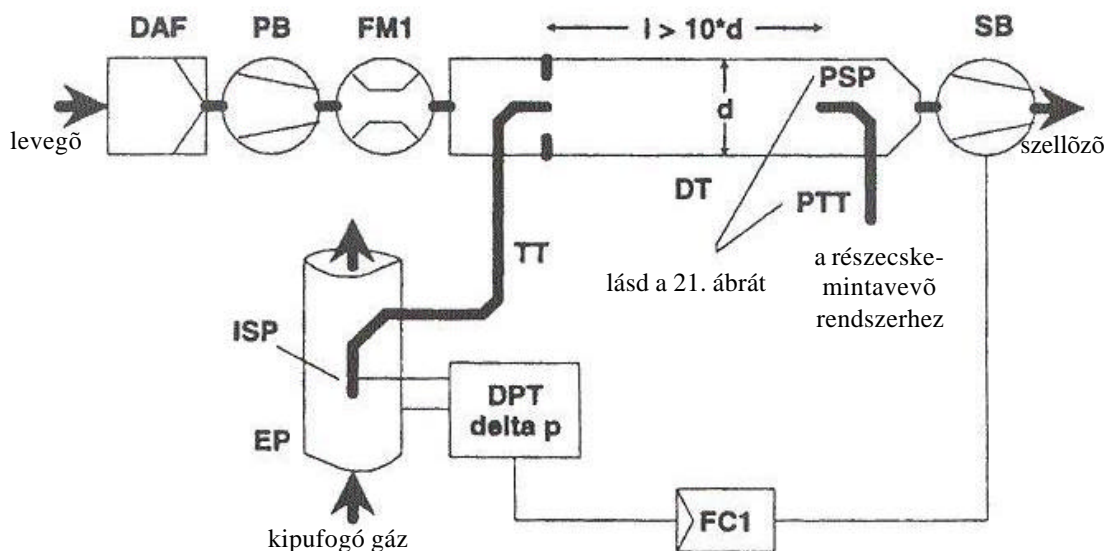 DAF
PB
FM1
l > 10*d
SB
levegõ
d
PSP
szellõzõ
DT
PTT
TT
lásd a 21. ábrát
a részecske-
mintavevõ
rendszerhez
ISP
DPT
delta p
EP
FC1
kipufogó gáz